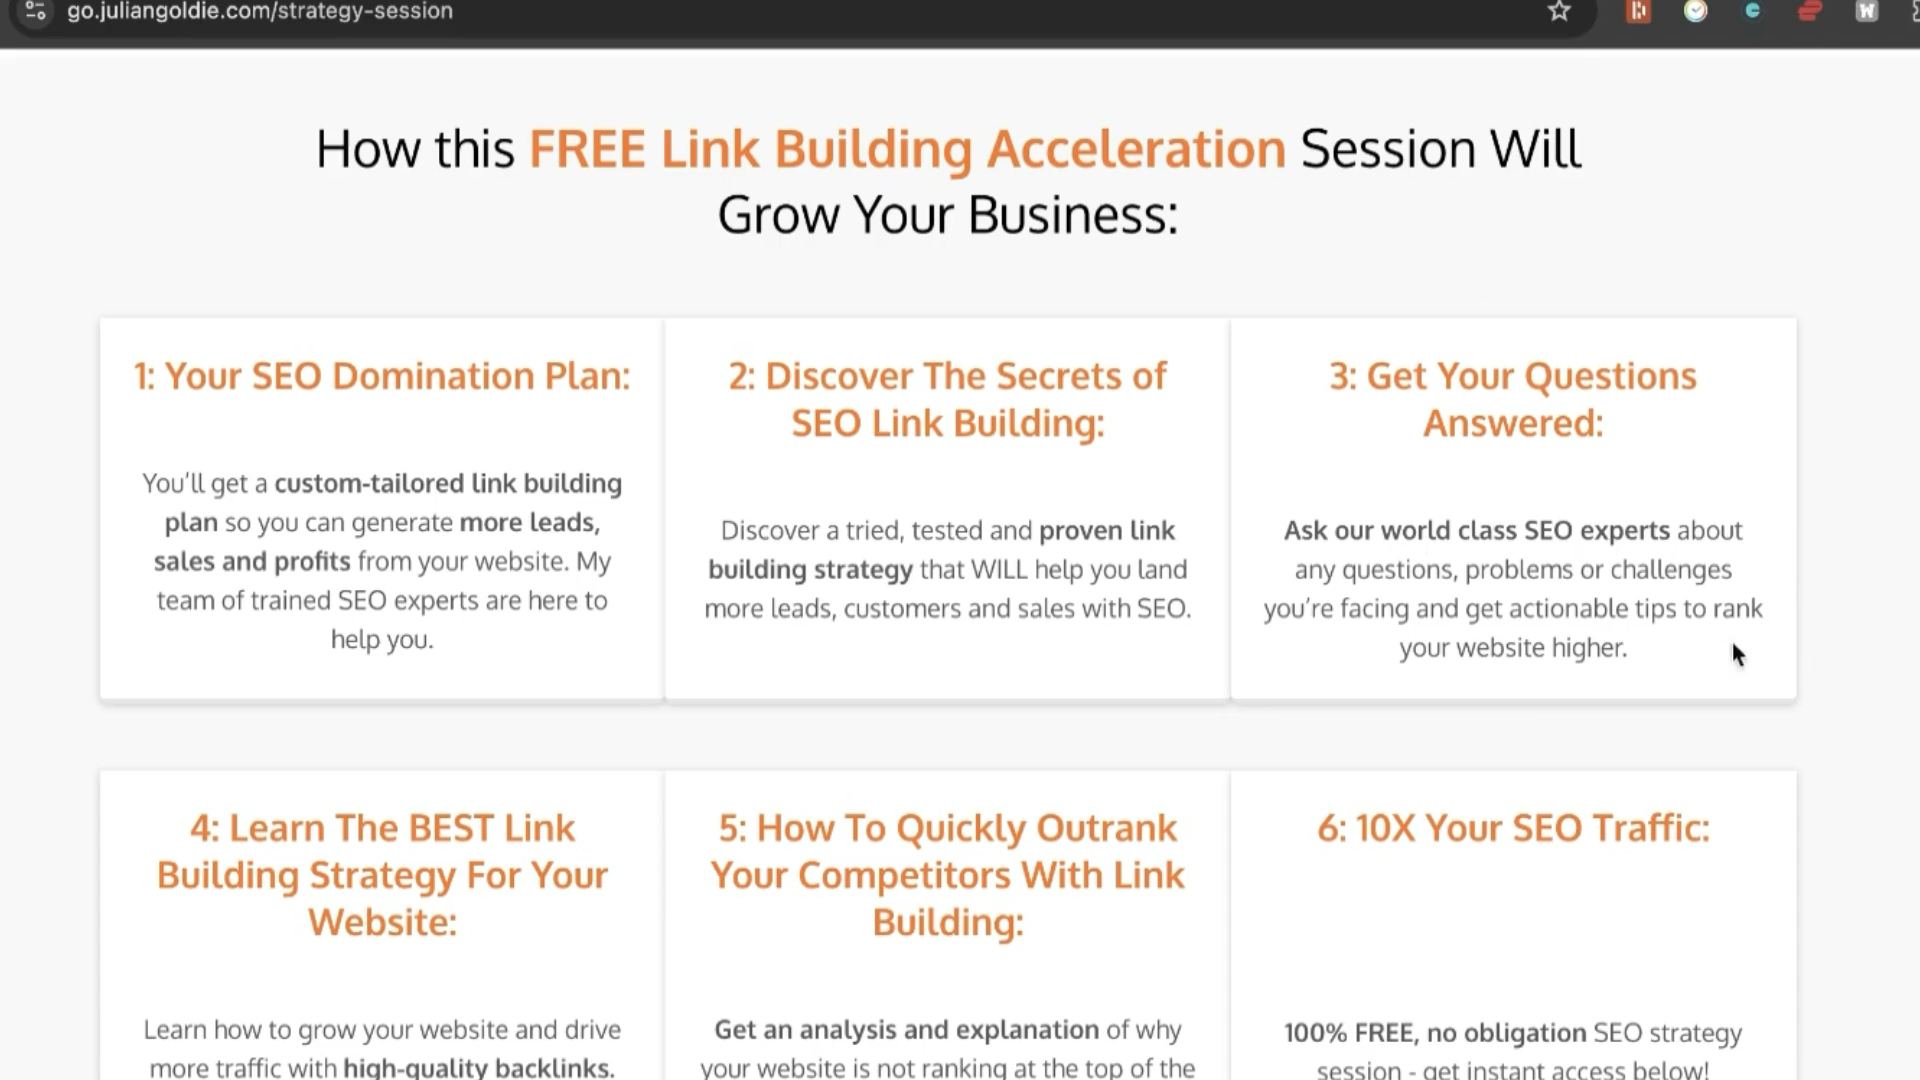 go.juliangoldie.com/strategy-session
How this FREE Link Building Acceleration Session Will
Grow Your Business:
1: Your SEO Domination Plan:
You'll get a custom-tailored link building
plan so you can generate more leads,
sales and profits from your website. My
team of trained SEO experts are here to
help you.
2: Discover The Secrets of
SEO Link Building:
Discover a tried, tested and proven link
building strategy that WILL help you land
more leads, customers and sales with SEO.
3: Get Your Questions
Answered:
Ask our world class SEO experts about
any questions, problems or challenges
you're facing and get actionable tips to rank
your website higher.
4: Learn The BEST Link
Building Strategy For Your
Website:
Learn how to grow your website and drive
more traffic with high-quality backlinks.
5: How To Quickly Outrank
Your Competitors With Link
Building:
Get an analysis and explanation of why
your website is not ranking at the top of the
6: 10X Your SEO Traffic:
100% FREE, no obligation SEO strategy
session - get instant access below!